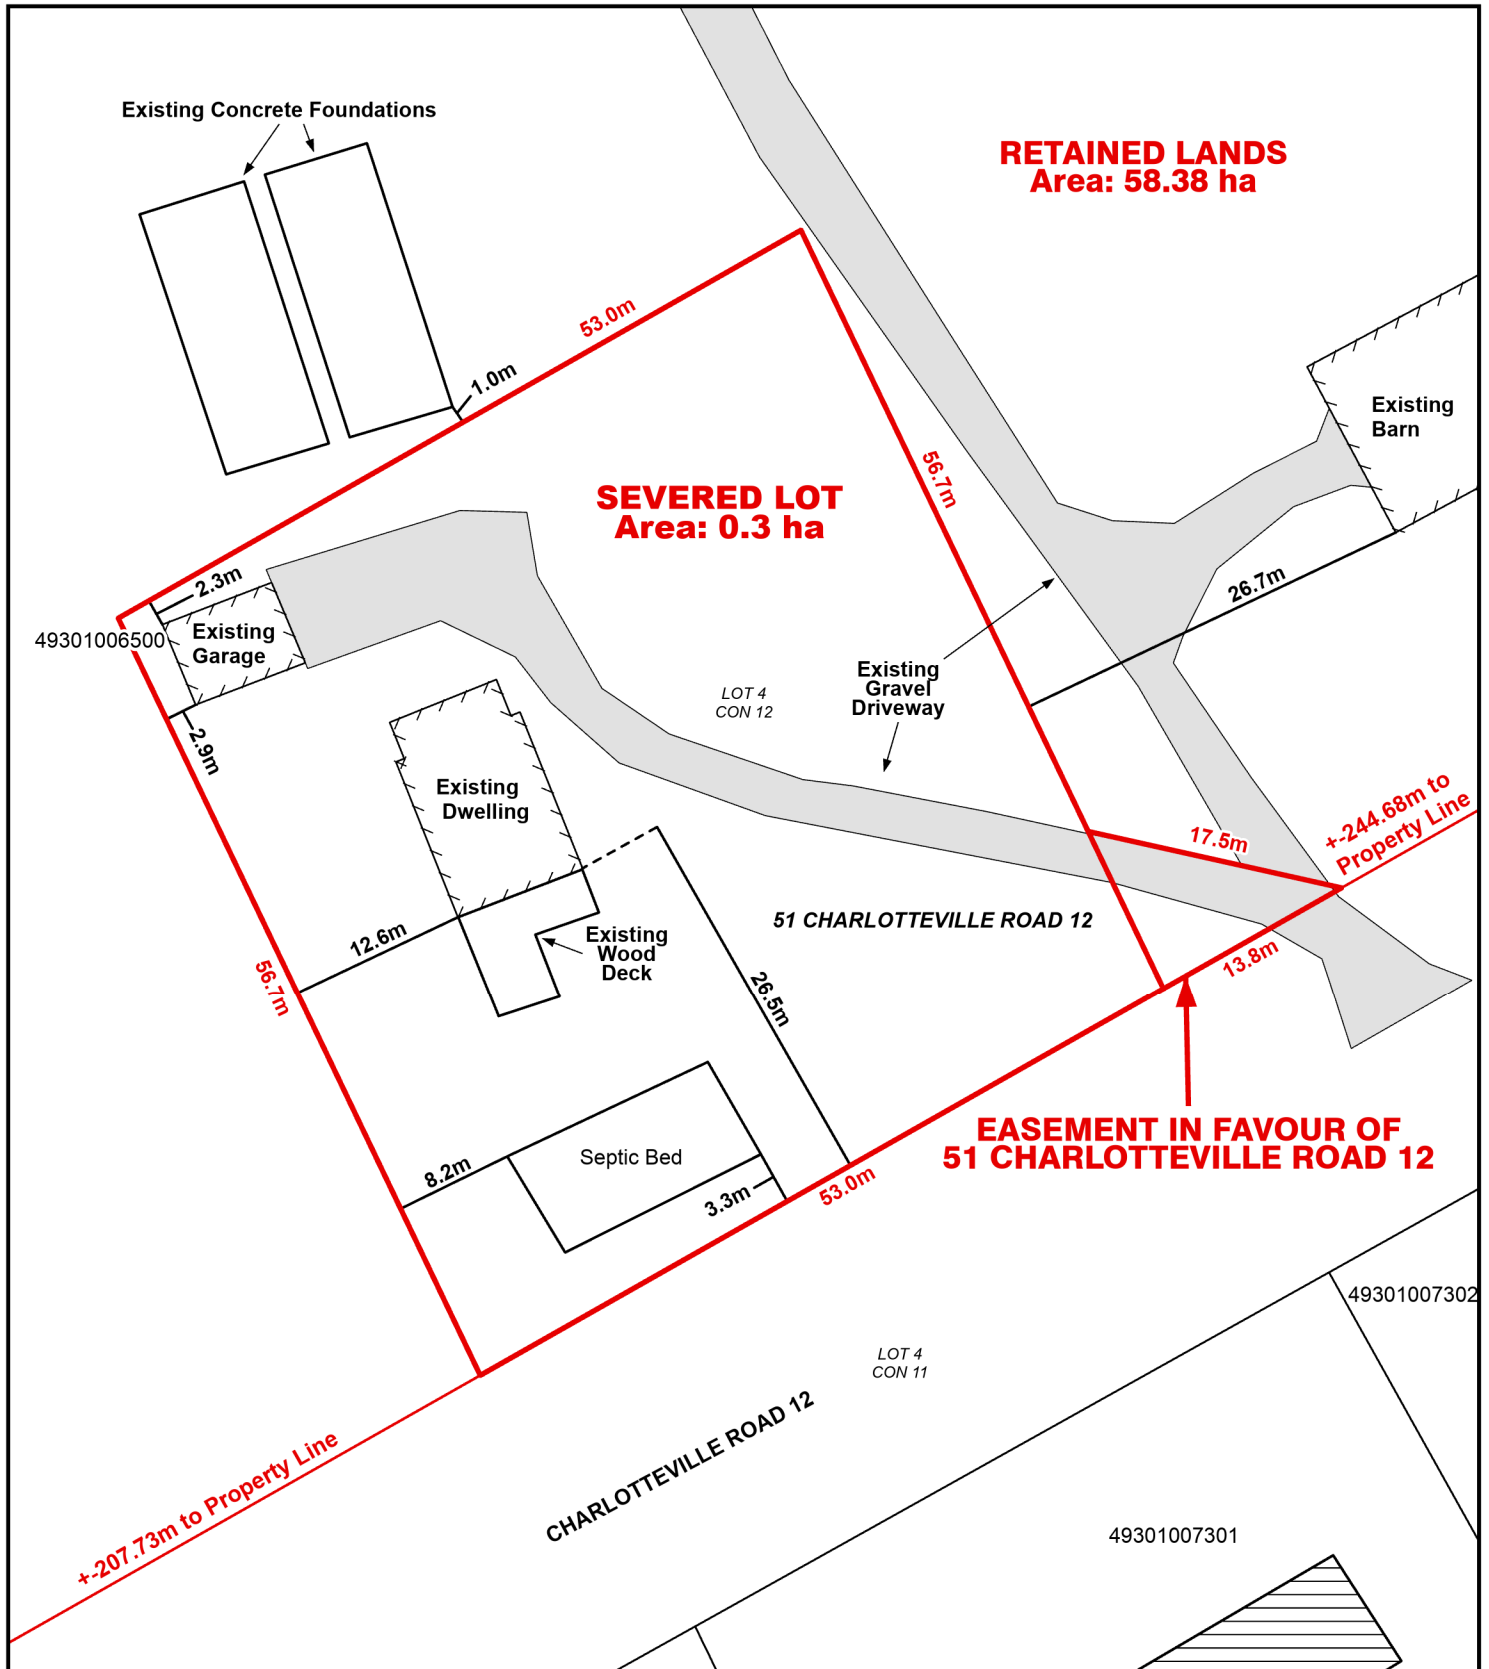 Existing Concrete Foundations
RETAINED LANDS
Area: 58.38 ha
53.0m
1.0m
Existing
Barn
56.7m
SEVERED LOT
Area: 0.3 ha
2.3m
26.7m
49301006500
Existing
Garage
Existing
Gravel
Driveway
LOT 4
CON 12
2.9m
Existing
Dwelling
+-244.68m to
Property Line
17.5m
51 CHARLOTTEVILLE ROAD 12
12.6m
Existing
Wood
Deck
13.8m
56.7m
26.5m
EASEMENT IN FAVOUR OF
51 CHARLOTTEVILLE ROAD 12
Septic Bed
8.2m
3.3m
53.0m
49301007302
LOT 4
CON 11
CHARLOTTEVILLE ROAD 12
+-207.73m to Property Line
49301007301